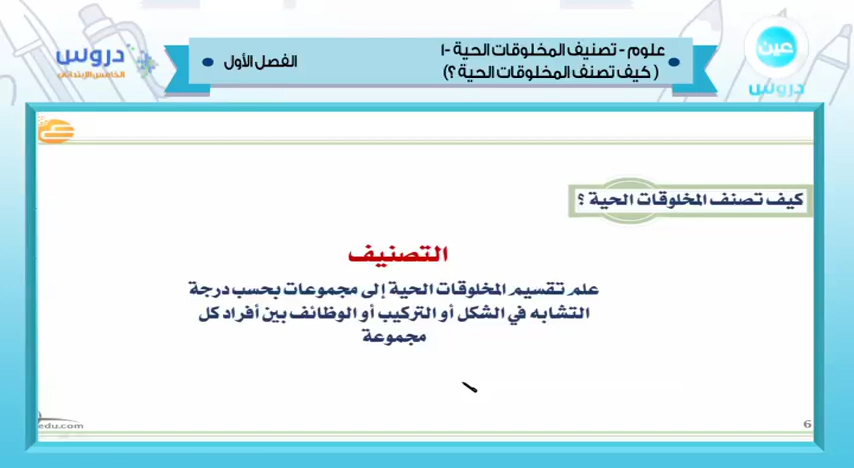 علوم - تصنيف المخلوقات الحية -١
( كيف تصنف المخلوقات الحية ؟)
الفصل الأول
عين
دروس
دروس
الخامس الإبتدائي
كيف تصنف المخلوقات الحية ؟
التصنيف
علم تقسيم المخلوقات الحية إلى مجموعات بحسب درجة
التشابه في الشكل أو التركيب أو الوظائف بين أفراد كل
مجموعة
edu.com
6